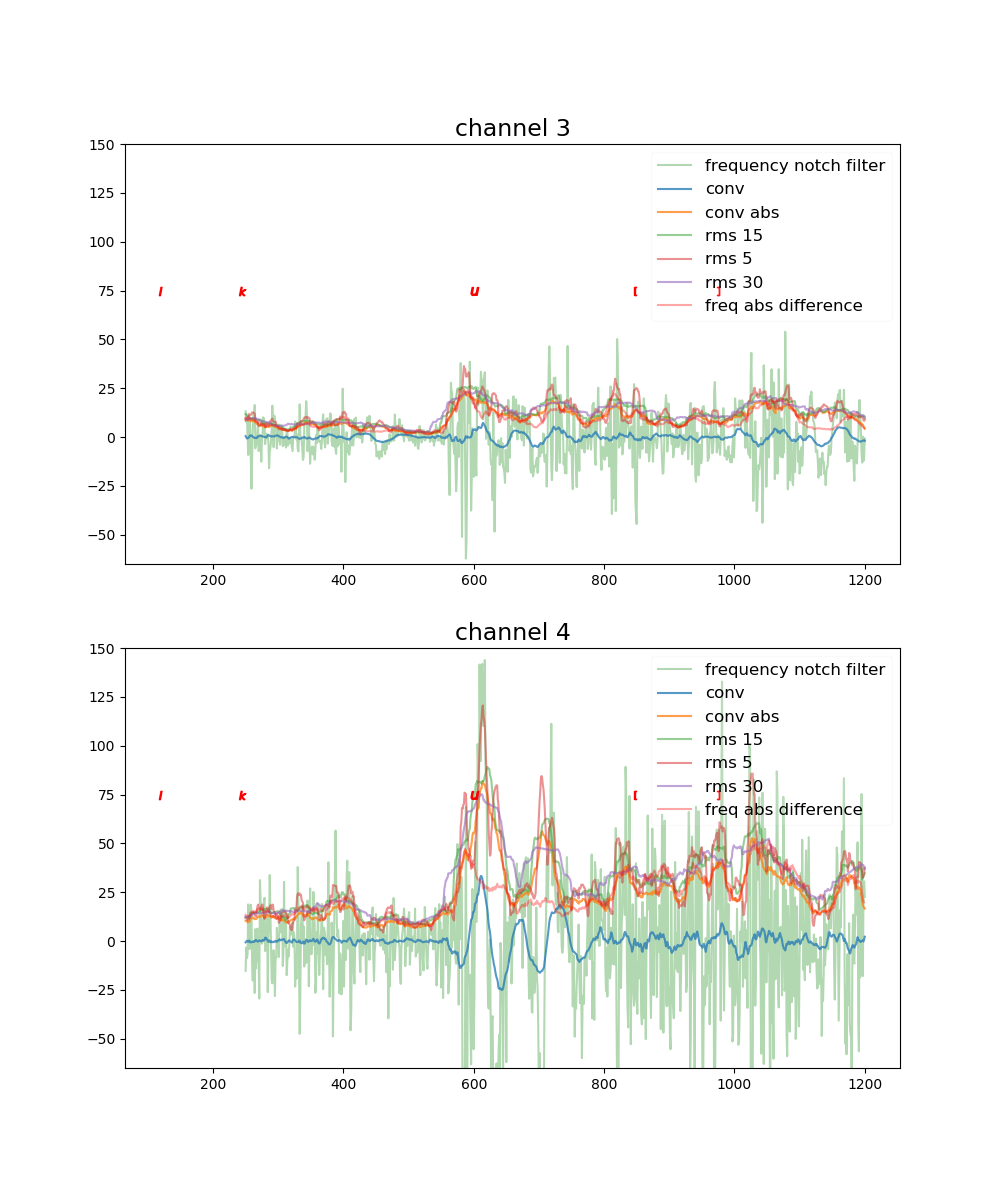 channel 3
150
125
100
75
50
25
0
−25
−50
frequency notch filter
conv
conv abs
rms 15
rms 5
rms 30
freq abs difference
l k u
200 400 600 800 1000 1200
channel 4
150
125
100
75
50
25
0
−25
−50
frequency notch filter
conv
conv abs
rms 15
rms 5
rms 30
freq abs difference
l k u
200 400 600 800 1000 1200